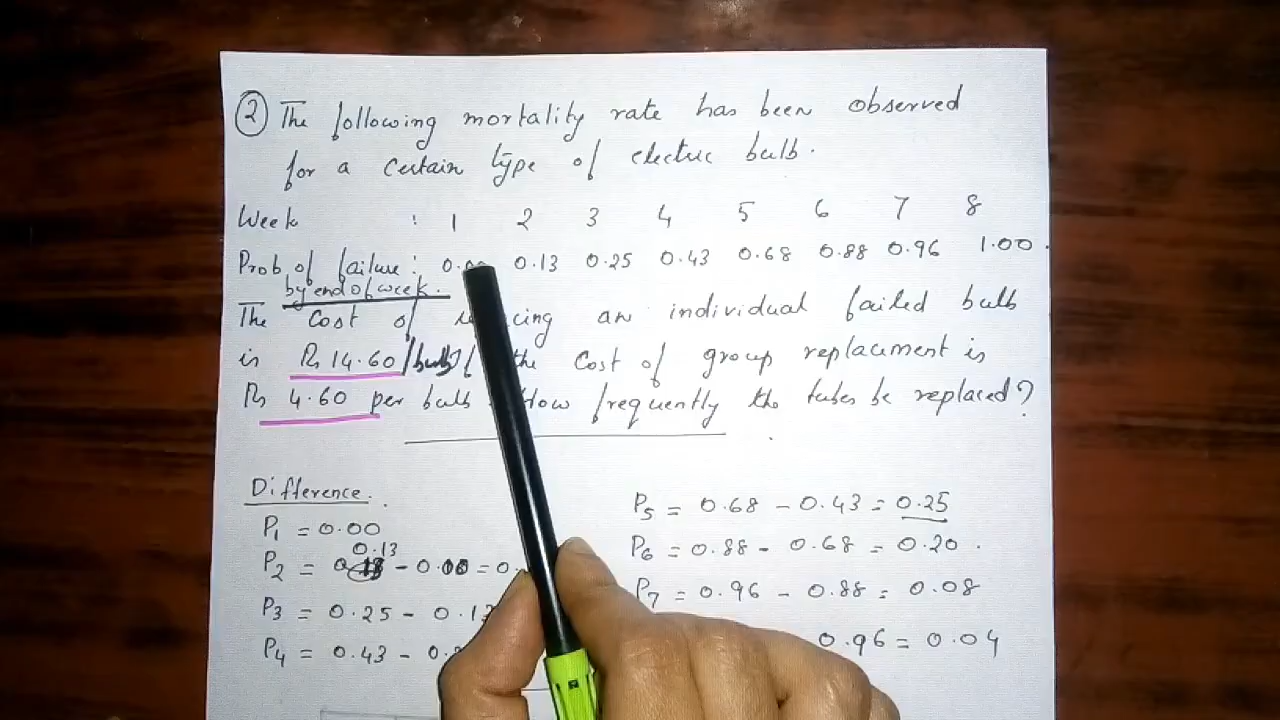 ② The following mortality rate has been observed
for a certain type of electric bulb.
Week : 1 2 3 4 5 6 7 8
Prob of failure : 0.13 0.25 0.43 0.68 0.88 0.96 1.00
by end of week.
The Cost of an individual failed bulb
is Rs 14.60/bulb the Cost of group replacement is
Rs 4.60 per bulb How frequently the tubes be replaced?
Difference.
P1 = 0.00
0.13
P2 = - 0.00 =
P3 = 0.25 - 0.13
P4 = 0.43 -
P5 = 0.68 - 0.43 = 0.25
P6 = 0.88 - 0.68 = 0.20
P7 = 0.96 - 0.88 = 0.08
0.96 = 0.04